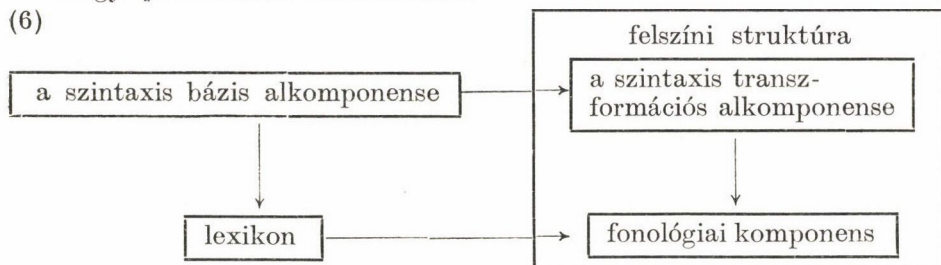 (6)
felszíni struktúra
a szintaxis bázis alkomponense
a szintaxis transz-
formációs alkomponense
lexikon
fonológiai komponens